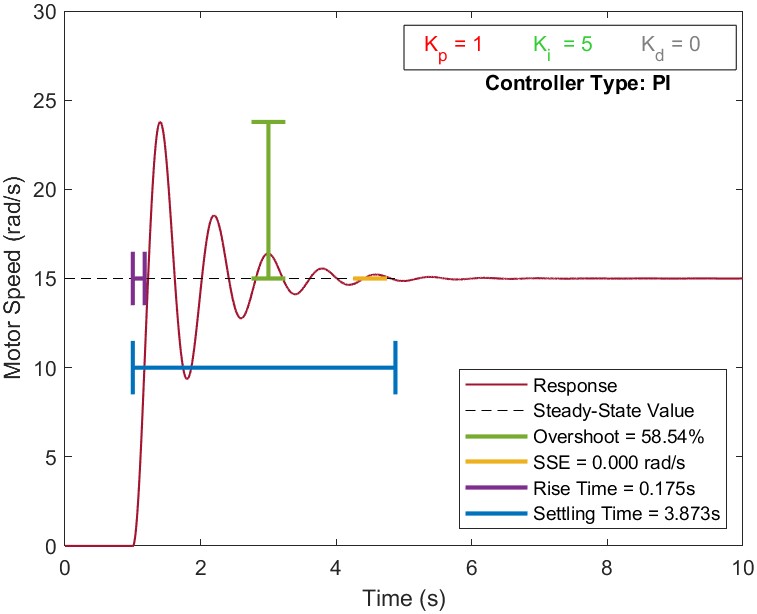 30
25
20
15
10
5
0
Motor Speed (rad/s)
Kp = 1 Ki = 5 Kd = 0
Controller Type: PI
Response
Steady-State Value
Overshoot = 58.54%
SSE = 0.000 rad/s
Rise Time = 0.175s
Settling Time = 3.873s
0 2 4 6 8 10
Time (s)